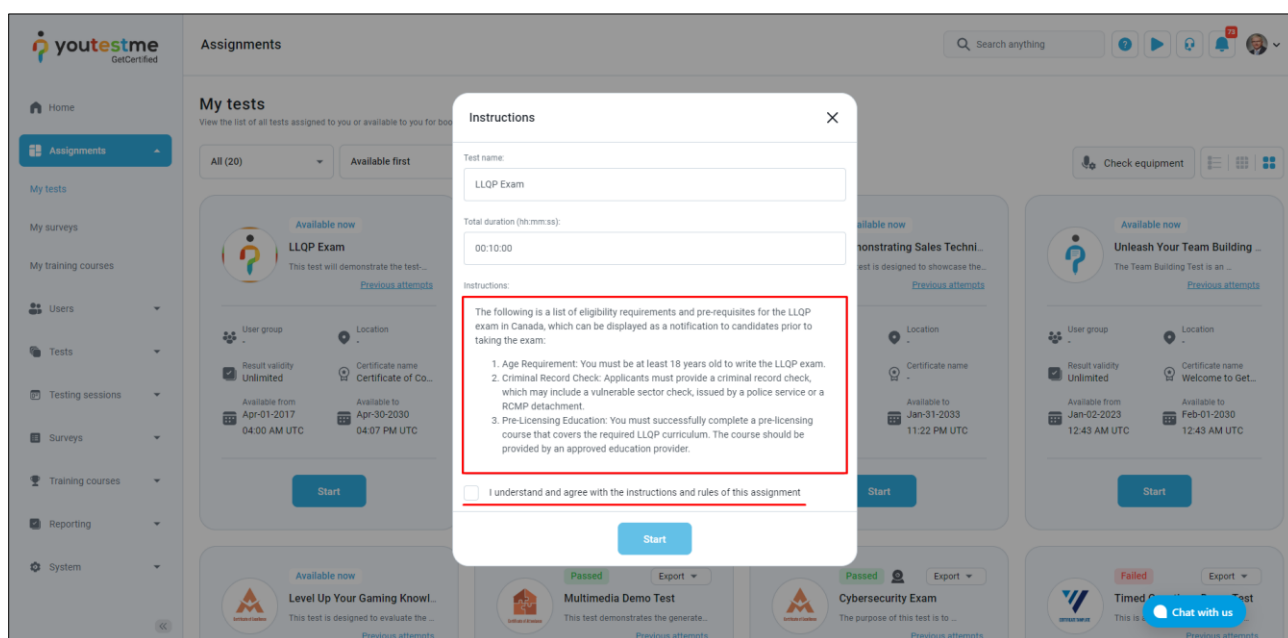 youtestme
GetCertified
Assignments
Search anything
73
Home
Assignments
My tests
My surveys
My training courses
Users
Tests
Testing sessions
Surveys
Training courses
Reporting
System
My tests
View the list of all tests assigned to you or available to you for boo
All (20)
Available first
Check equipment
Available now
LLQP Exam
This test will demonstrate the test-...
Previous attempts
User group
-
Location
-
Result validity
Unlimited
Certificate name
Certificate of Co...
Available from
Apr-01-2017
04:00 AM UTC
Available to
Apr-30-2030
04:07 PM UTC
Start
Instructions
Test name:
LLQP Exam
Total duration (hh:mm:ss):
00:10:00
Instructions:
The following is a list of eligibility requirements and pre-requisites for the LLQP
exam in Canada, which can be displayed as a notification to candidates prior to
taking the exam:
1. Age Requirement: You must be at least 18 years old to write the LLQP exam.
2. Criminal Record Check: Applicants must provide a criminal record check,
which may include a vulnerable sector check, issued by a police service or a
RCMP detachment.
3. Pre-Licensing Education: You must successfully complete a pre-licensing
course that covers the required LLQP curriculum. The course should be
provided by an approved education provider.
I understand and agree with the instructions and rules of this assignment
Start
ailable now
nonstrating Sales Techni...
est is designed to showcase the...
Previous attempts
Location
-
Certificate name
-
Available to
Jan-31-2033
11:22 PM UTC
Start
Available now
Unleash Your Team Building ...
The Team Building Test is an ...
Previous attempts
User group
-
Location
-
Result validity
Unlimited
Certificate name
Welcome to Get...
Available from
Jan-02-2023
12:43 AM UTC
Available to
Feb-01-2030
12:43 AM UTC
Start
Available now
Level Up Your Gaming Knowl...
This test is designed to evaluate the ...
Previous attempts
Passed
Export
Multimedia Demo Test
This test demonstrates the generate...
Previous attempts
Passed
Export
Cybersecurity Exam
The purpose of this test is to ...
Previous attempts
Failed
Export
Timed
Test
This is
Previous attempts
Chat with us